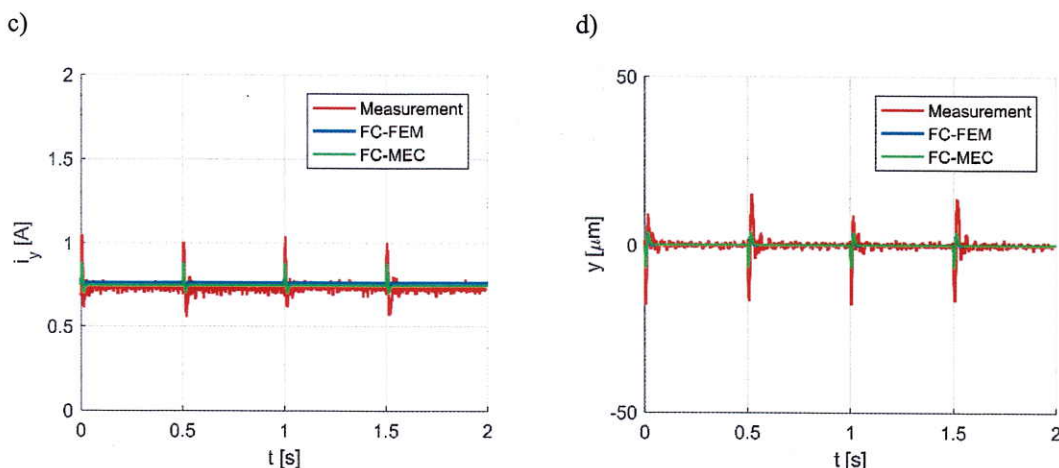 c)
2
1.5
1
0.5
0
i_y [A]
Measurement
FC-FEM
FC-MEC
0
0.5
1
1.5
2
t [s]
d)
50
0
-50
y [μm]
Measurement
FC-FEM
FC-MEC
0
0.5
1
1.5
2
t [s]